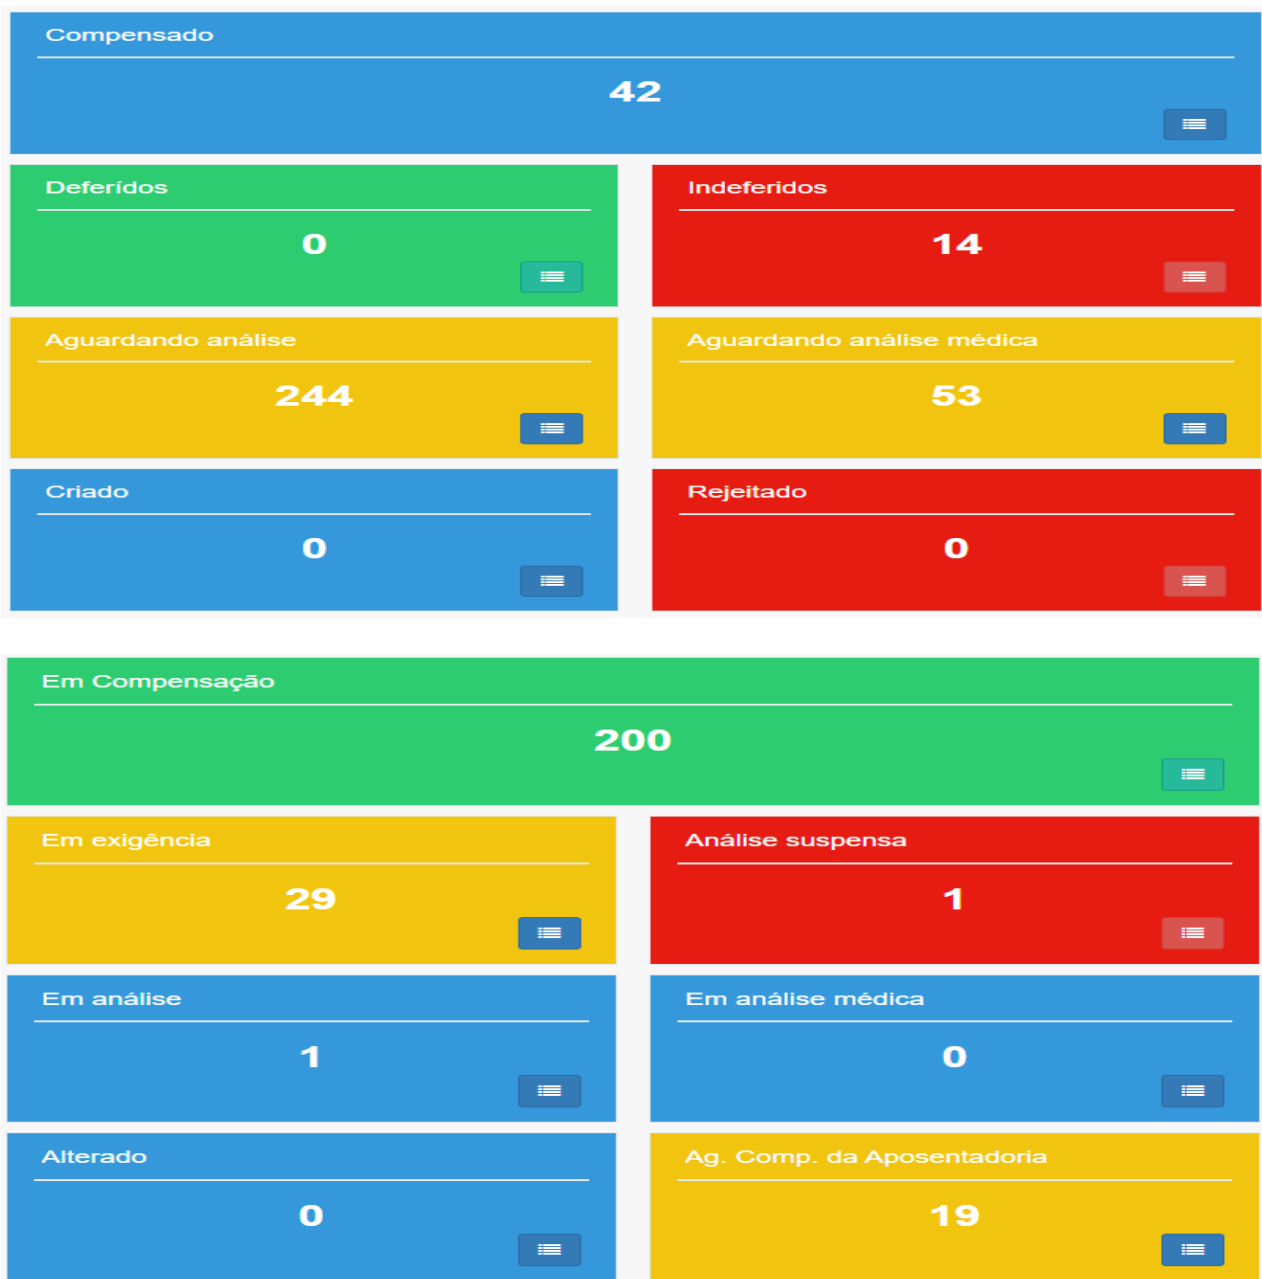 Compensado
42
Deferídos
Indeferidos
0
14
Aguardando análise
Aguardando análise médica
244
53
Criado
Rejeitado
0
0
Em Compensação
200
Em exigência
Análise suspensa
29
1
Em análise
Em análise médica
1
0
Alterado
Ag. Comp. da Aposentadoria
0
19